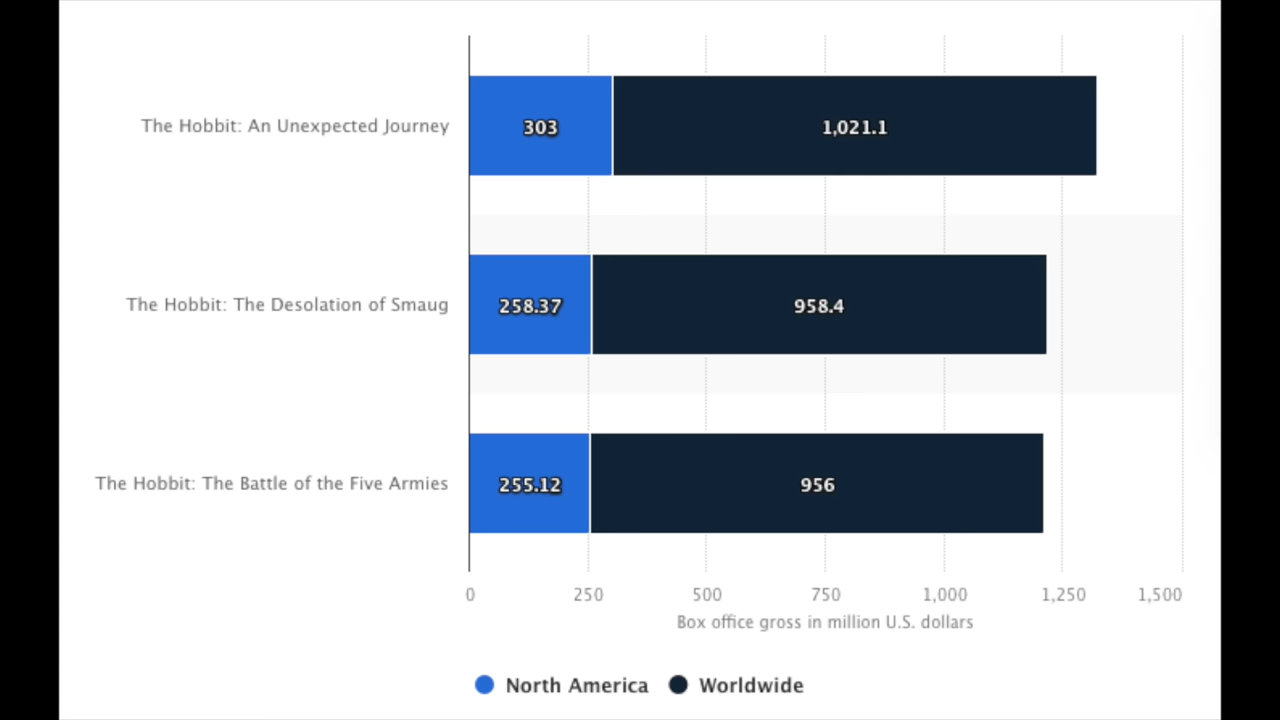 The Hobbit: An Unexpected Journey 303 1,021.1
The Hobbit: The Desolation of Smaug 258.37 958.4
The Hobbit: The Battle of the Five Armies 255.12 956
0 250 500 750 1,000 1,250 1,500
Box office gross in million U.S. dollars
North America Worldwide